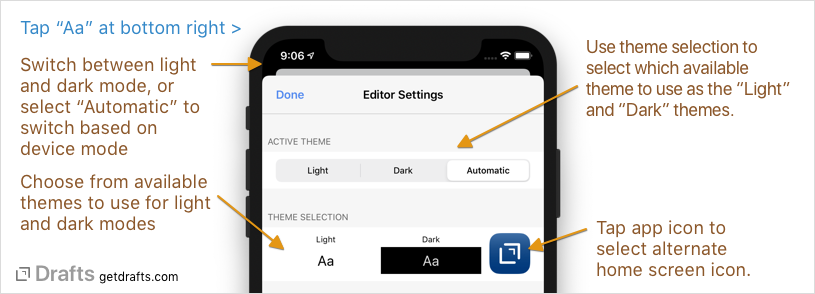 Tap “Aa” at bottom right >
Switch between light
and dark mode, or
select “Automatic” to
switch based on
device mode
Choose from available
themes to use for light
and dark modes
Drafts getdrafts.com
9:06
Done
Editor Settings
ACTIVE THEME
Light
Dark
Automatic
THEME SELECTION
Light
Dark
Aa
Aa
Use theme selection to
select which available
theme to use as the “Light”
and “Dark” themes.
Tap app icon to
select alternate
home screen icon.